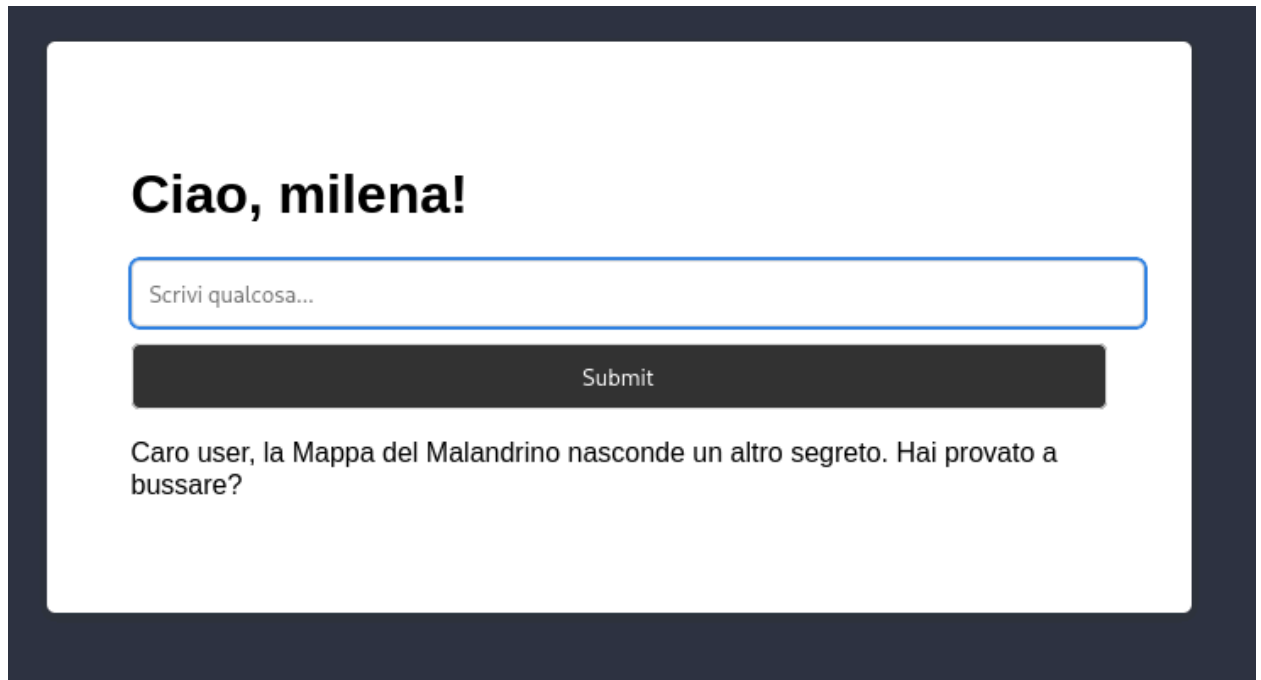 Ciao, milena!
Scrivi qualcosa...
Submit
Caro user, la Mappa del Malandrino nasconde un altro segreto. Hai provato a
bussare?